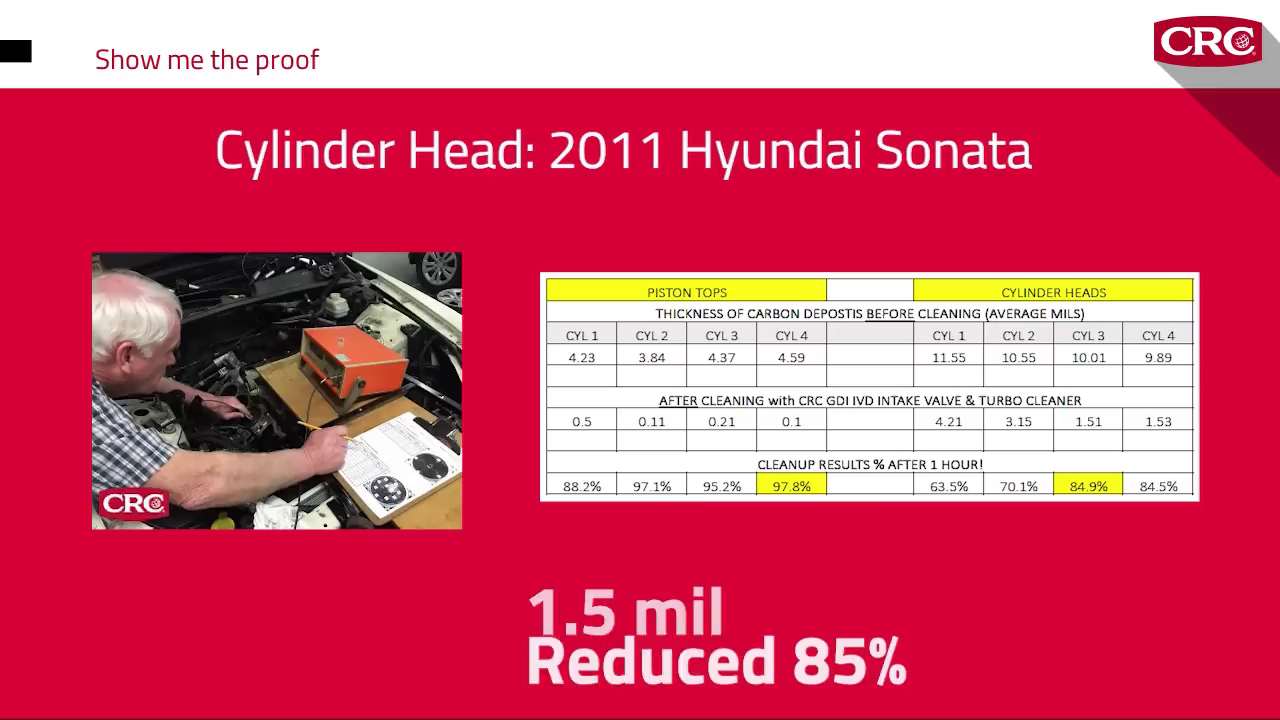 Show me the proof
CRC
Cylinder Head: 2011 Hyundai Sonata
PISTON TOPS CYLINDER HEADS
THICKNESS OF CARBON DEPOSTIS BEFORE CLEANING (AVERAGE MILS)
CYL 1 CYL 2 CYL 3 CYL 4 CYL 1 CYL 2 CYL 3 CYL 4
4.23 3.84 4.37 4.59 11.55 10.55 10.01 9.89
AFTER CLEANING with CRC GDI IVD INTAKE VALVE & TURBO CLEANER
0.5 0.11 0.21 0.1 4.21 3.15 1.51 1.53
CLEANUP RESULTS % AFTER 1 HOUR!
88.2% 97.1% 95.2% 97.8% 63.5% 70.1% 84.9% 84.5%
CRC
1.5 mil
Reduced 85%